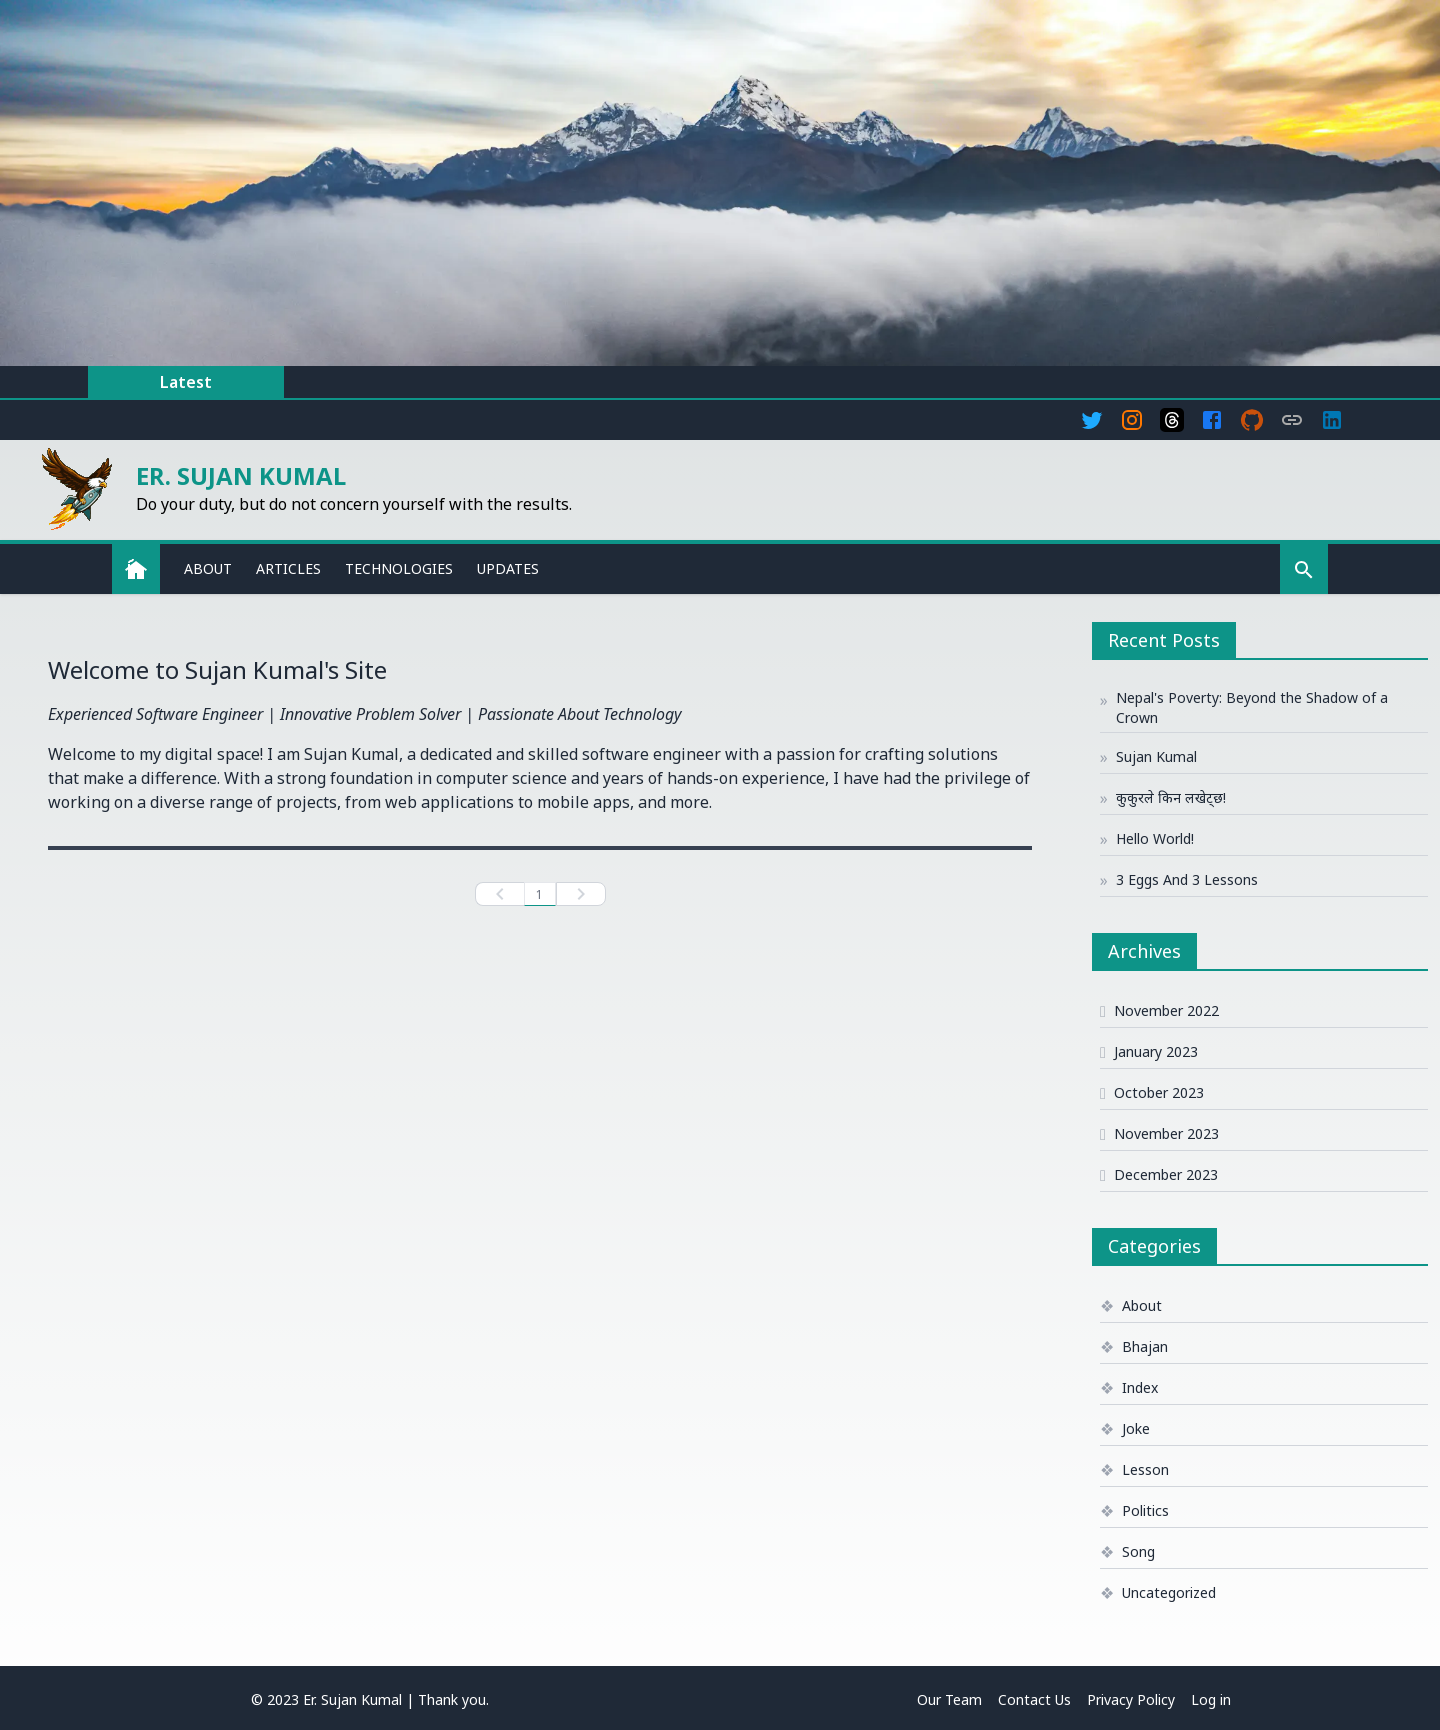 Latest
ER. SUJAN KUMAL
Do your duty, but do not concern yourself with the results.
ABOUT ARTICLES TECHNOLOGIES UPDATES
Welcome to Sujan Kumal's Site
Experienced Software Engineer | Innovative Problem Solver | Passionate About Technology
Welcome to my digital space! I am Sujan Kumal, a dedicated and skilled software engineer with a passion for crafting solutions
that make a difference. With a strong foundation in computer science and years of hands-on experience, I have had the privilege of
working on a diverse range of projects, from web applications to mobile apps, and more.
1
Recent Posts
» Nepal's Poverty: Beyond the Shadow of a
Crown
» Sujan Kumal
» कुकुरले किन लखेट्छ!
» Hello World!
» 3 Eggs And 3 Lessons
Archives
November 2022
January 2023
October 2023
November 2023
December 2023
Categories
❖ About
❖ Bhajan
❖ Index
❖ Joke
❖ Lesson
❖ Politics
❖ Song
❖ Uncategorized
© 2023 Er. Sujan Kumal | Thank you.
Our Team Contact Us Privacy Policy Log in